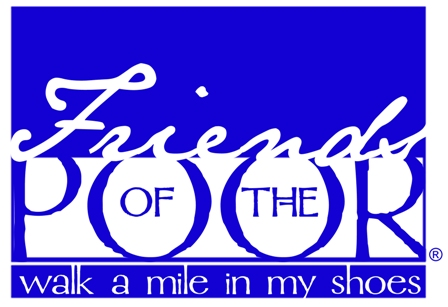 Friends
OF THE
POOR®
walk a mile in my shoes